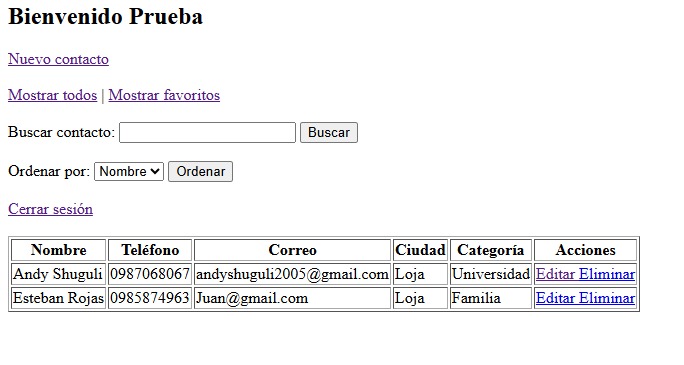 Bienvenido Prueba
Nuevo contacto
Mostrar todos | Mostrar favoritos
Buscar contacto: Buscar
Ordenar por: Nombre Ordenar
Cerrar sesión
Nombre Teléfono Correo Ciudad Categoría Acciones
Andy Shuguli 0987068067 andyshuguli2005@gmail.com Loja Universidad Editar Eliminar
Esteban Rojas 0985874963 Juan@gmail.com Loja Familia Editar Eliminar